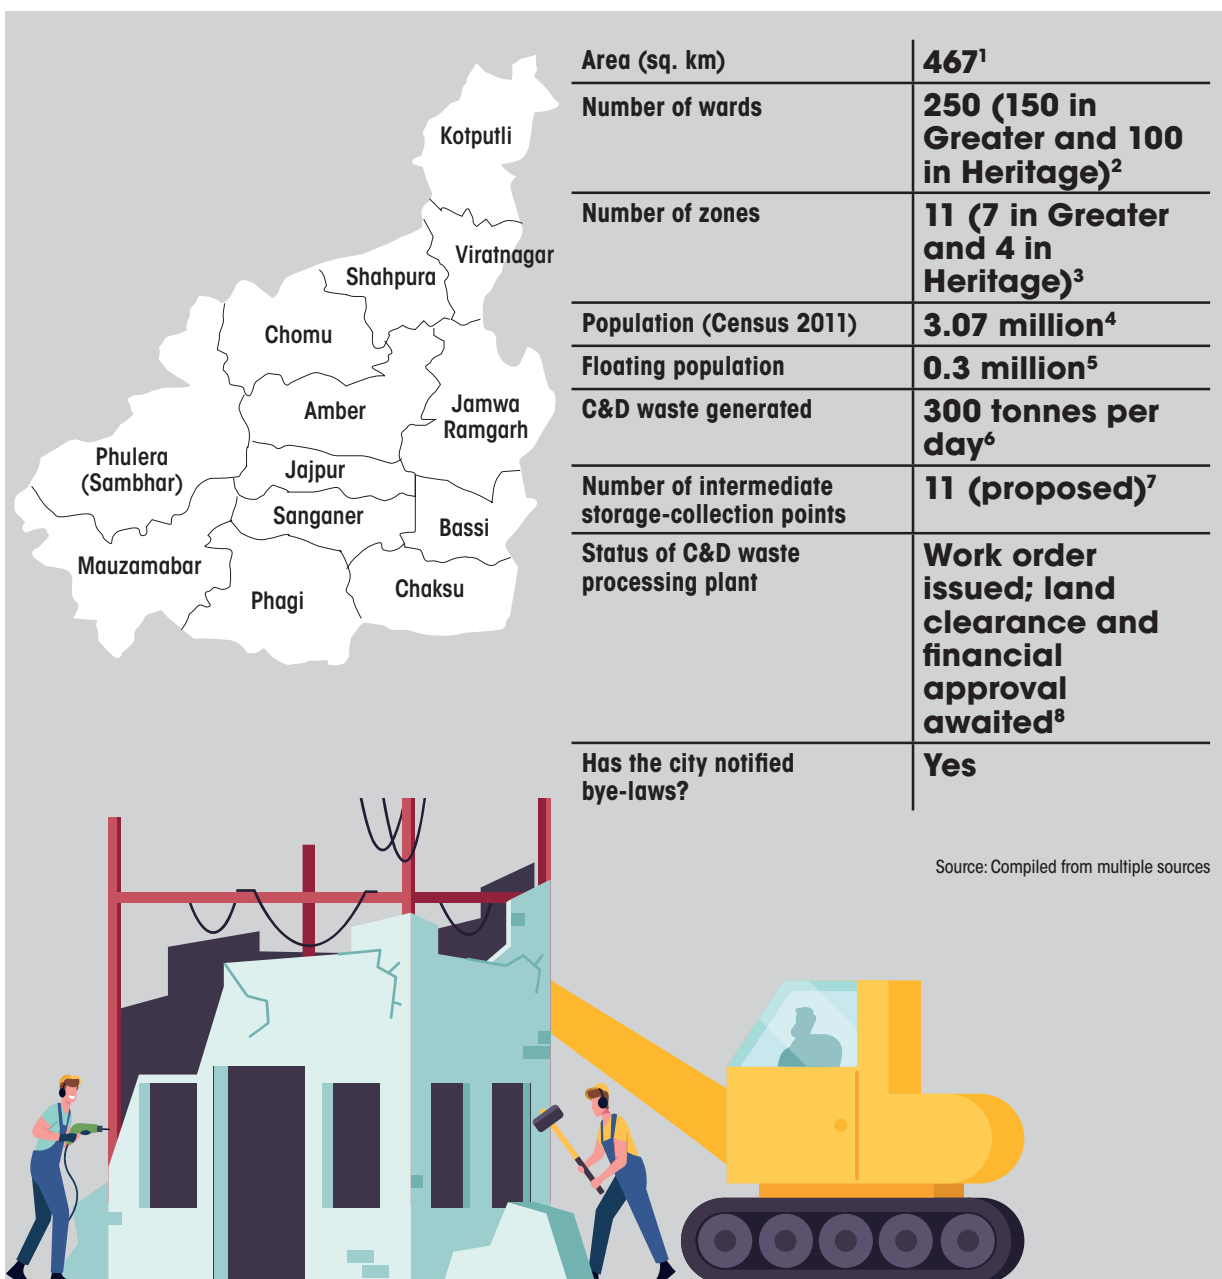 Kotputli
Viratnagar
Shahpura
Chomu
Amber
Jamwa
Ramgarh
Phulera
(Sambhar)
Jajpur
Sanganer
Bassi
Mauzamabar
Chaksu
Phagi
Area (sq. km)
467¹
Number of wards
250 (150 in
Greater and 100
in Heritage)²
Number of zones
11 (7 in Greater
and 4 in
Heritage)³
Population (Census 2011)
3.07 million⁴
Floating population
0.3 million⁵
C&D waste generated
300 tonnes per
day⁶
Number of intermediate
storage-collection points
11 (proposed)⁷
Status of C&D waste
processing plant
Work order
issued; land
clearance and
financial
approval
awaited⁸
Has the city notified
bye-laws?
Yes
Source: Compiled from multiple sources